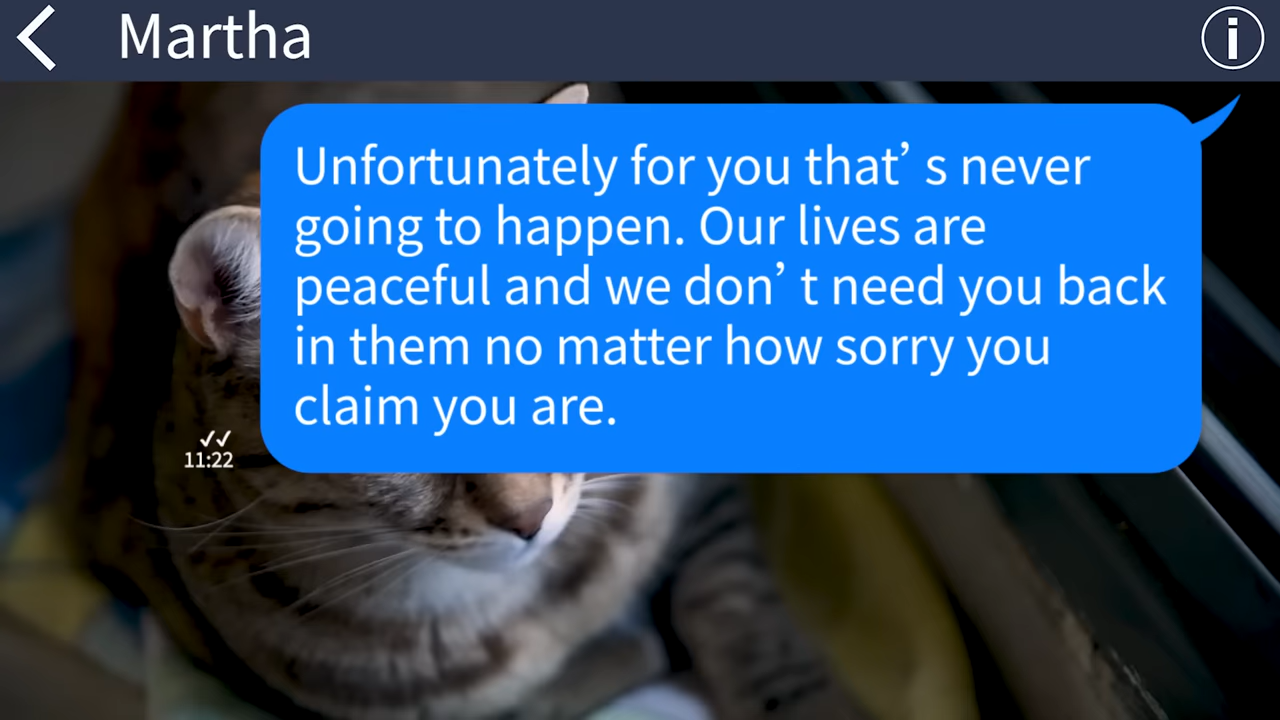 Martha
Unfortunately for you that’ s never
going to happen. Our lives are
peaceful and we don’ t need you back
in them no matter how sorry you
claim you are.
11:22